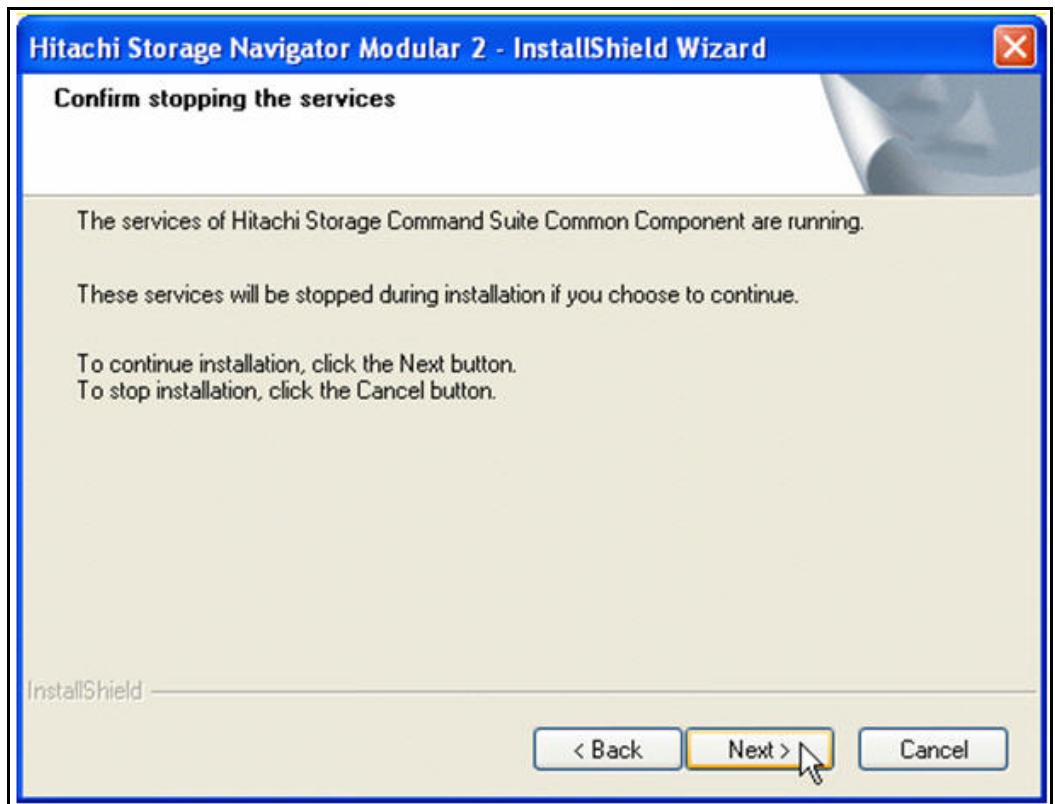 Hitachi Storage Navigator Modular 2 - InstallShield Wizard
Confirm stopping the services
The services of Hitachi Storage Command Suite Common Component are running.
These services will be stopped during installation if you choose to continue.
To continue installation, click the Next button.
To stop installation, click the Cancel button.
InstallShield
< Back Next > Cancel